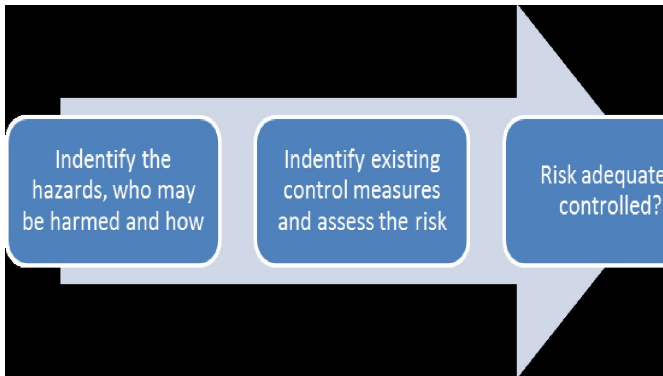 Indentify the
hazards, who may
be harmed and how
Indentify existing
control measures
and assess the risk
Risk adequate
controlled?